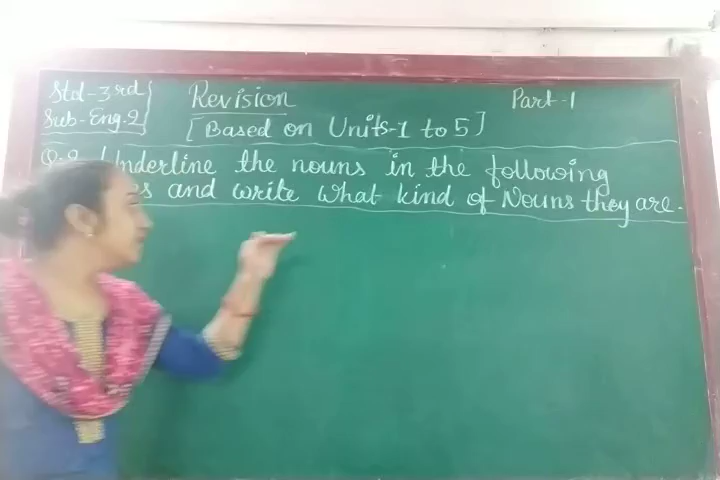 Std-3rd
Sub-Eng.2
Revision
Part-1
[Based on Units-1 to 5]
Q.2 Underline the nouns in the following
and write what kind of Nouns they are.